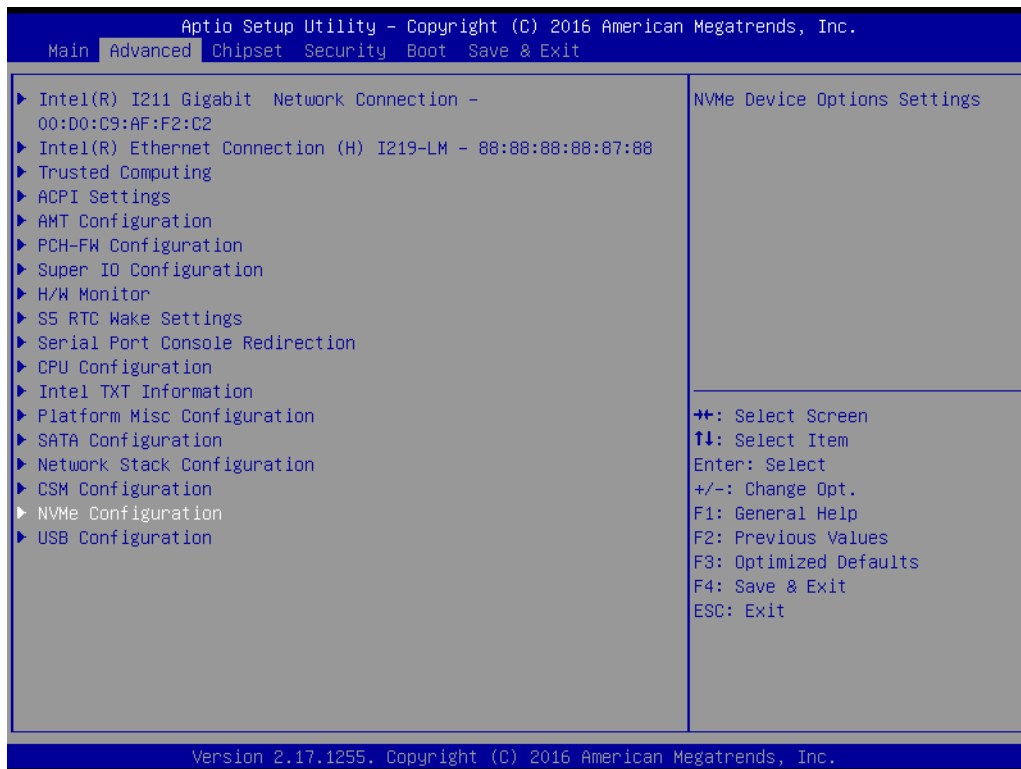 Aptio Setup Utility – Copyright (C) 2016 American Megatrends, Inc.
Main Advanced Chipset Security Boot Save & Exit
▶ Intel(R) I211 Gigabit Network Connection –
00:D0:C9:AF:F2:C2
▶ Intel(R) Ethernet Connection (H) I219–LM – 88:88:88:88:87:88
▶ Trusted Computing
▶ ACPI Settings
▶ AMT Configuration
▶ PCH–FW Configuration
▶ Super IO Configuration
▶ H/W Monitor
▶ S5 RTC Wake Settings
▶ Serial Port Console Redirection
▶ CPU Configuration
▶ Intel TXT Information
▶ Platform Misc Configuration
▶ SATA Configuration
▶ Network Stack Configuration
▶ CSM Configuration
▶ NVMe Configuration
▶ USB Configuration
NVMe Device Options Settings
→←: Select Screen
↑↓: Select Item
Enter: Select
+/–: Change Opt.
F1: General Help
F2: Previous Values
F3: Optimized Defaults
F4: Save & Exit
ESC: Exit
Version 2.17.1255. Copyright (C) 2016 American Megatrends, Inc.